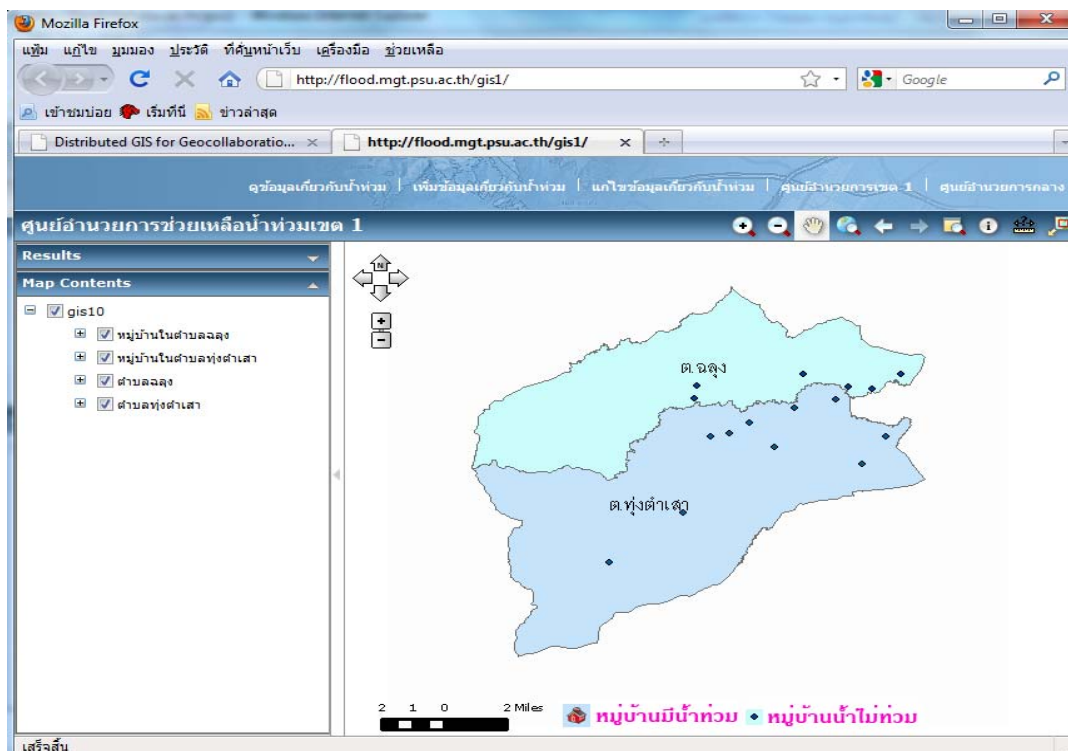 Mozilla Firefox
แฟ้ม แก้ไข มุมมอง ประวัติ ที่คั่นหน้าเว็บ เครื่องมือ ช่วยเหลือ
http://flood.mgt.psu.ac.th/gis1/
Google
เข้าชมบ่อย เริ่มที่นี่ ข่าวล่าสุด
Distributed GIS for Geocollaboratio... http://flood.mgt.psu.ac.th/gis1/
ดูข้อมูลเกี่ยวกับน้ำท่วม | เพิ่มข้อมูลเกี่ยวกับน้ำท่วม | แก้ไขข้อมูลเกี่ยวกับน้ำท่วม | ศูนย์อำนวยการเขต 1 | ศูนย์อำนวยการกลาง
ศูนย์อำนวยการช่วยเหลือน้ำท่วมเขต 1
Results
Map Contents
gis10
หมู่บ้านในตำบลฉลุง
หมู่บ้านในตำบลทุ่งตำเสา
ตำบลฉลุง
ตำบลทุ่งตำเสา
N
ต.ฉลุง
ต.ทุ่งตำเสา
2 1 0 2 Miles
หมู่บ้านมีน้ำท่วม หมู่บ้านน้ำไม่ท่วม
เสร็จสิ้น